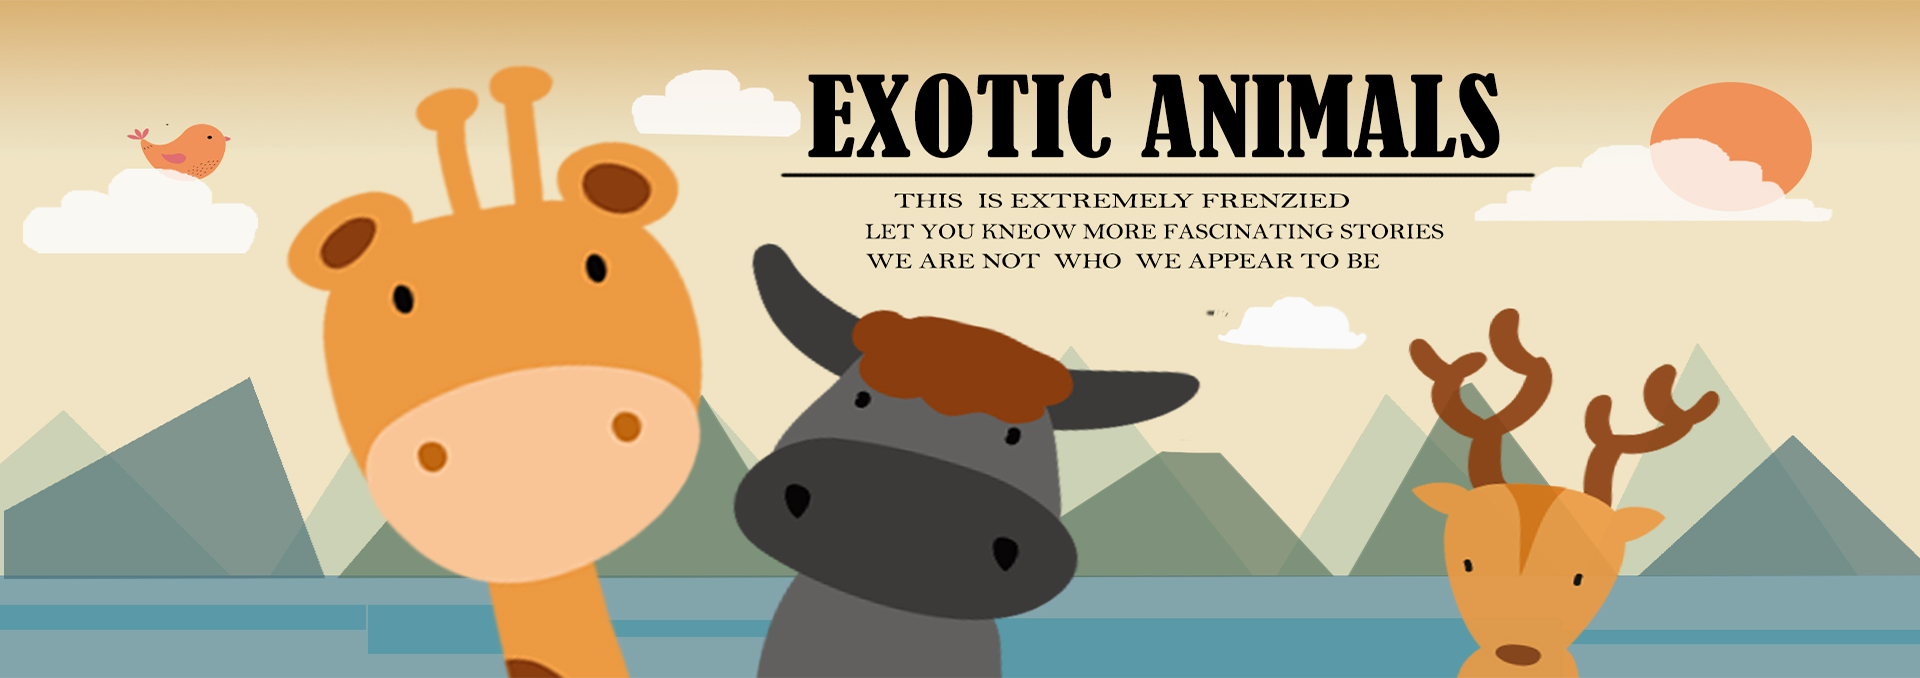 EXOTIC ANIMALS
THIS IS EXTREMELY FRENZIED
LET YOU KNEOW MORE FASCINATING STORIES
WE ARE NOT WHO WE APPEAR TO BE